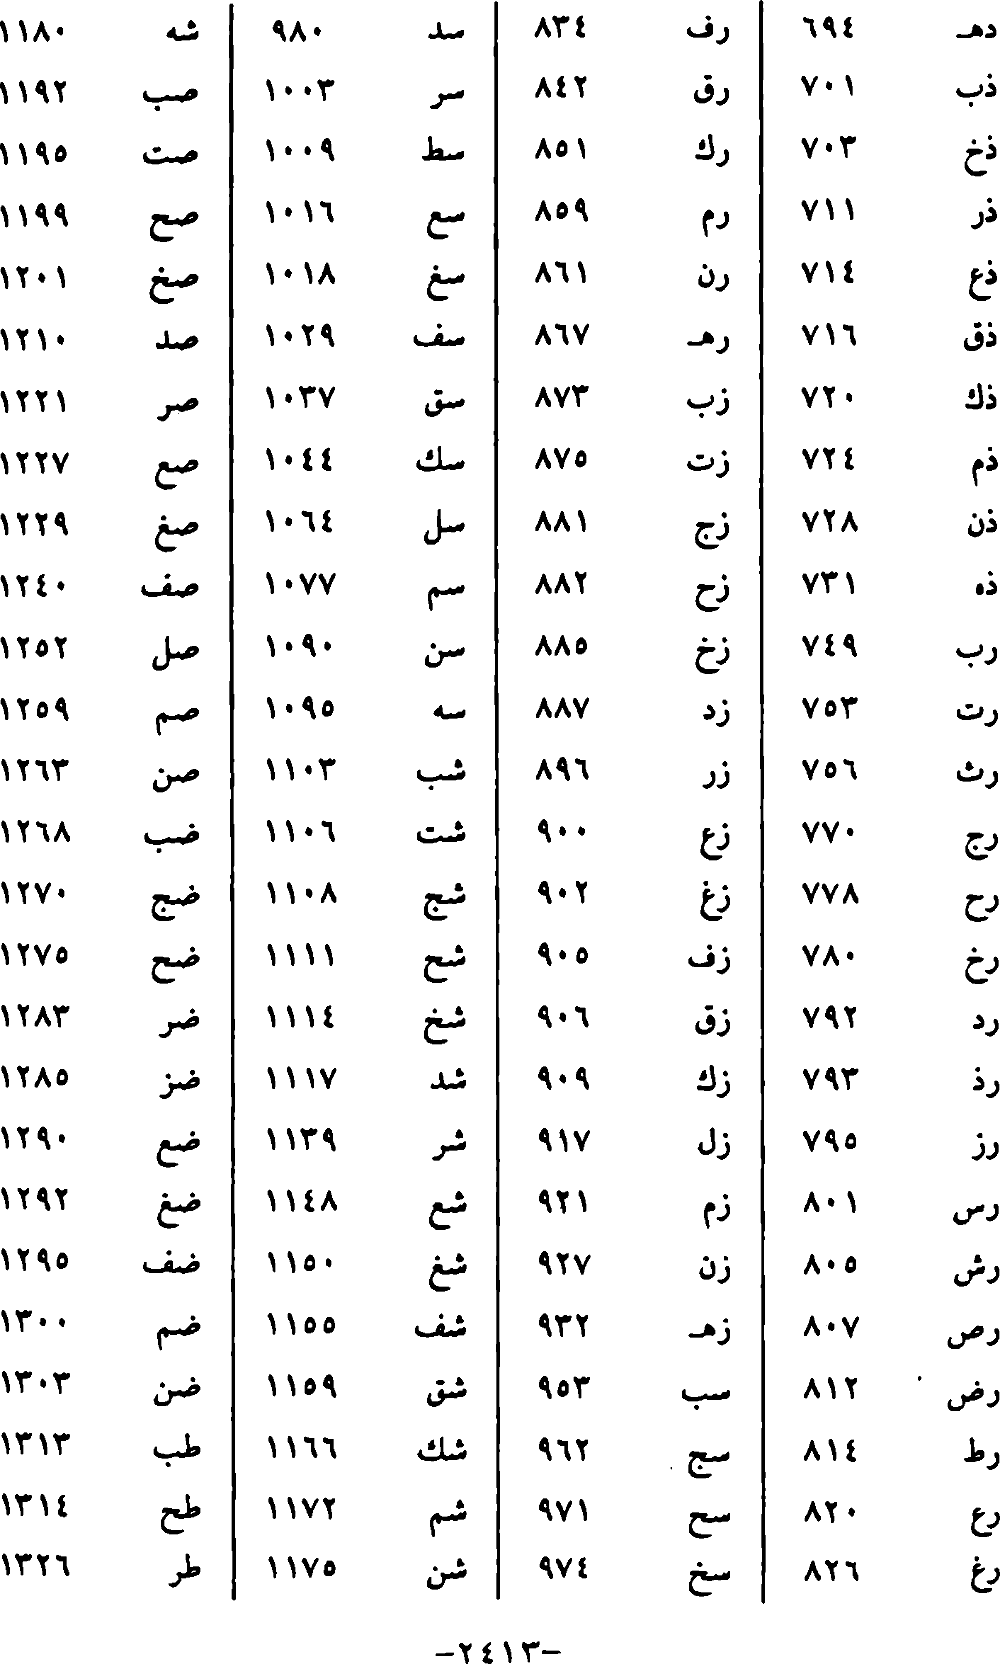 دهـ ٦٩٤
ذب ٧٠١
ذخ ٧٠٣
ذر ٧١١
ذع ٧١٤
ذق ٧١٦
ذك ٧٢٠
ذم ٧٢٤
ذن ٧٢٨
ذه ٧٣١
رب ٧٤٩
رت ٧٥٣
رث ٧٥٦
رج ٧٧٠
رح ٧٧٨
رخ ٧٨٠
رد ٧٩٢
رذ ٧٩٣
رز ٧٩٥
رس ٨٠١
رش ٨٠٥
رص ٨٠٧
رض ٨١٢
رط ٨١٤
رع ٨٢٠
رغ ٨٢٦
رف ٨٣٤
رق ٨٤٢
رك ٨٥١
رم ٨٥٩
رن ٨٦١
رهـ ٨٦٧
زب ٨٧٣
زت ٨٧٥
زج ٨٨١
زح ٨٨٢
زخ ٨٨٥
زد ٨٨٧
زر ٨٩٦
زع ٩٠٠
زغ ٩٠٢
زف ٩٠٥
زق ٩٠٦
زك ٩٠٩
زل ٩١٧
زم ٩٢١
زن ٩٢٧
زهـ ٩٣٢
سب ٩٥٣
سج ٩٦٢
سح ٩٧١
سخ ٩٧٤
سد ٩٨٠
سر ١٠٠٣
سط ١٠٠٩
سع ١٠١٦
سغ ١٠١٨
سف ١٠٢٩
سق ١٠٣٧
سك ١٠٤٤
سل ١٠٦٤
سم ١٠٧٧
سن ١٠٩٠
سه ١٠٩٥
شب ١١٠٣
شت ١١٠٦
شج ١١٠٨
شح ١١١١
شخ ١١١٤
شد ١١١٧
شر ١١٣٩
شع ١١٤٨
شغ ١١٥٠
شف ١١٥٥
شق ١١٥٩
شك ١١٦٦
شم ١١٧٢
شن ١١٧٥
شه ١١٨٠
صب ١١٩٢
صت ١١٩٥
صح ١١٩٩
صخ ١٢٠١
صد ١٢١٠
صر ١٢٢١
صع ١٢٢٧
صغ ١٢٢٩
صف ١٢٤٠
صل ١٢٥٢
صم ١٢٥٩
صن ١٢٦٣
ضب ١٢٦٨
ضج ١٢٧٠
ضح ١٢٧٥
ضر ١٢٨٣
ضز ١٢٨٥
ضع ١٢٩٠
ضغ ١٢٩٢
ضف ١٢٩٥
ضم ١٣٠٠
ضن ١٣٠٣
طب ١٣١٣
طح ١٣١٤
طر ١٣٢٦
-٢٤١٣-